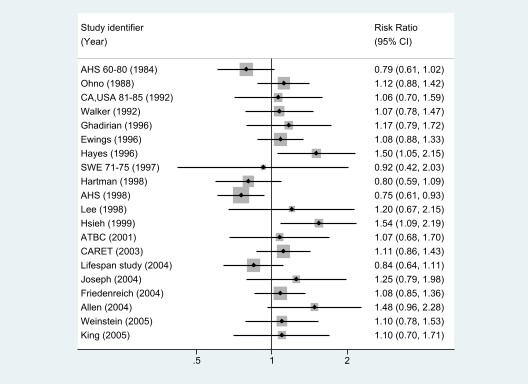 Study identifier Risk Ratio
(Year) (95% CI)
AHS 60-80 (1984) 0.79 (0.61, 1.02)
Ohno (1988) 1.12 (0.88, 1.42)
CA,USA 81-85 (1992) 1.06 (0.70, 1.59)
Walker (1992) 1.07 (0.78, 1.47)
Ghadirian (1996) 1.17 (0.79, 1.72)
Ewings (1996) 1.08 (0.88, 1.33)
Hayes (1996) 1.50 (1.05, 2.15)
SWE 71-75 (1997) 0.92 (0.42, 2.03)
Hartman (1998) 0.80 (0.59, 1.09)
AHS (1998) 0.75 (0.61, 0.93)
Lee (1998) 1.20 (0.67, 2.15)
Hsieh (1999) 1.54 (1.09, 2.19)
ATBC (2001) 1.07 (0.68, 1.70)
CARET (2003) 1.11 (0.86, 1.43)
Lifespan study (2004) 0.84 (0.64, 1.11)
Joseph (2004) 1.25 (0.79, 1.98)
Friedenreich (2004) 1.08 (0.85, 1.36)
Allen (2004) 1.48 (0.96, 2.28)
Weinstein (2005) 1.10 (0.78, 1.53)
King (2005) 1.10 (0.70, 1.71)
.5 1 2